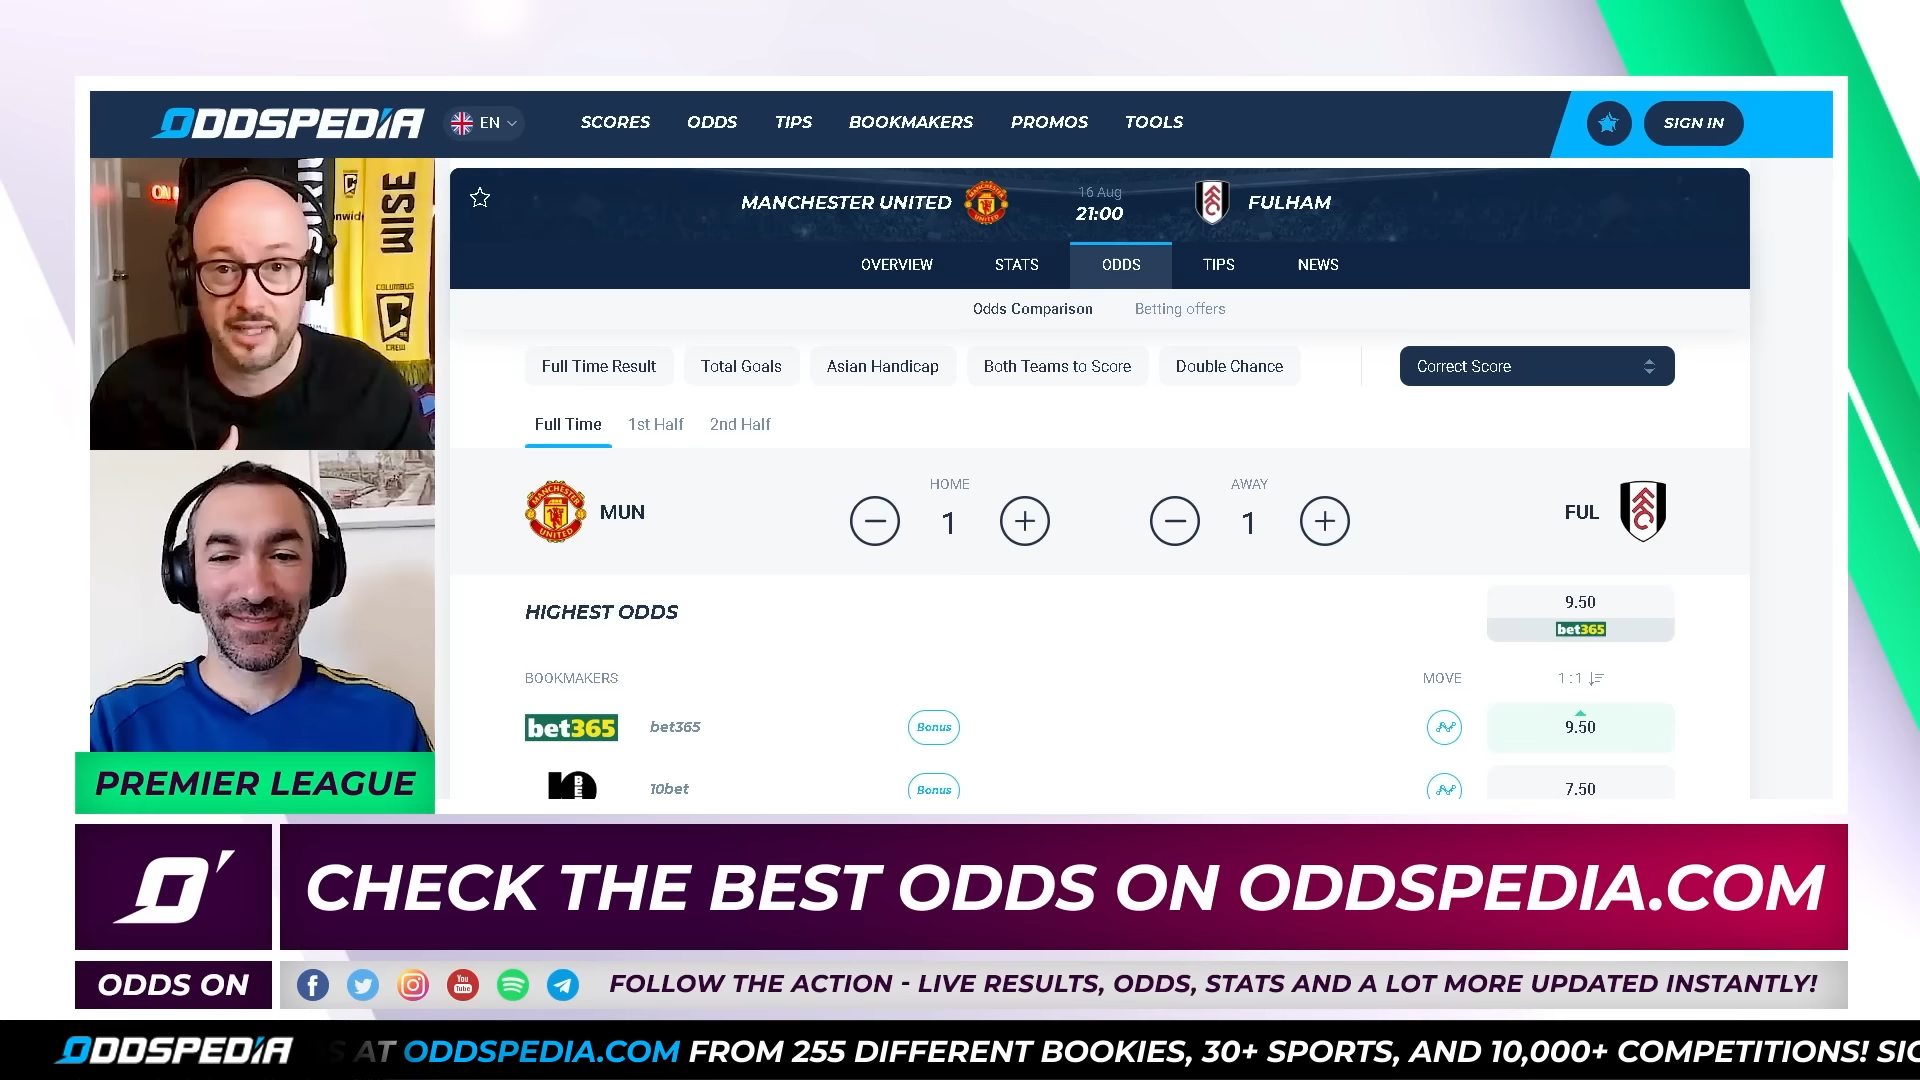 ODDSPEDIA EN SCORES ODDS TIPS BOOKMAKERS PROMOS TOOLS SIGN IN
MANCHESTER UNITED 16 Aug 21:00 FULHAM
OVERVIEW STATS ODDS TIPS NEWS
Odds Comparison Betting offers
Full Time Result Total Goals Asian Handicap Both Teams to Score Double Chance Correct Score
Full Time 1st Half 2nd Half
HOME AWAY
MUN 1 1 FUL
HIGHEST ODDS 9.50
bet365
BOOKMAKERS MOVE 1 : 1
bet365 bet365 Bonus 9.50
10bet Bonus 7.50
WISE
COLUMBUS
CREW
PREMIER LEAGUE
CHECK THE BEST ODDS ON ODDSPEDIA.COM
ODDS ON FOLLOW THE ACTION - LIVE RESULTS, ODDS, STATS AND A LOT MORE UPDATED INSTANTLY!
ODDSPEDIA AT ODDSPEDIA.COM FROM 255 DIFFERENT BOOKIES, 30+ SPORTS, AND 10,000+ COMPETITIONS!